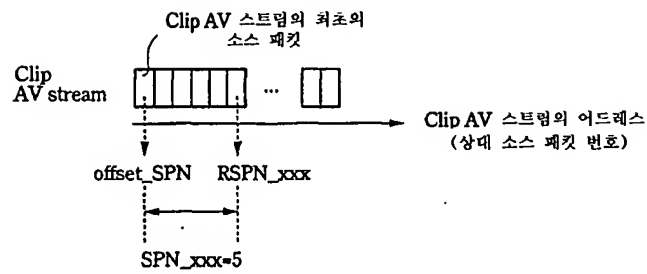 Clip AV 스트림의 최초의
소스 패킷
Clip
AV stream
...
Clip AV 스트림의 어드레스
(상대 소스 패킷 번호)
offset_SPN RSPN_xxx
SPN_xxx=5